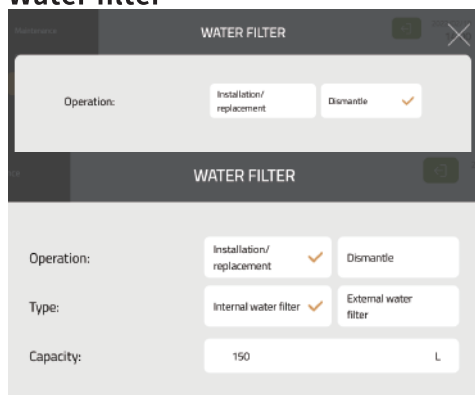 Water filter
Maintenance
WATER FILTER
Operation:
Installation/
replacement
Dismantle
WATER FILTER
Operation:
Installation/
replacement
Dismantle
Type:
Internal water filter
External water
filter
Capacity:
150
L